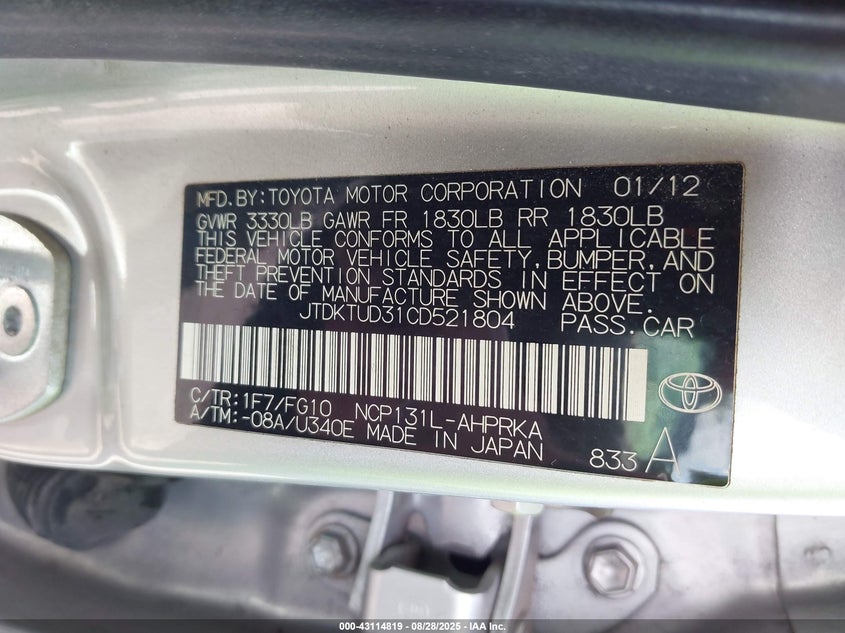 MFD.BY:TOYOTA MOTOR CORPORATION 01/12
GVWR 3330LB GAWR FR 1830LB RR 1830LB
THIS VEHICLE CONFORMS TO ALL APPLICABLE
FEDERAL MOTOR VEHICLE SAFETY,BUMPER,AND
THEFT PREVENTION STANDARDS IN EFFECT ON
THE DATE OF MANUFACTURE SHOWN ABOVE.
JTDKTUD31CD521804 PASS.CAR
C/TR:1F7/FG10 NCP131L-AHPRKA
A/TM:-08A/U340E MADE IN JAPAN 833 A
000-43114819 - 08/28/2025 - IAA Inc.